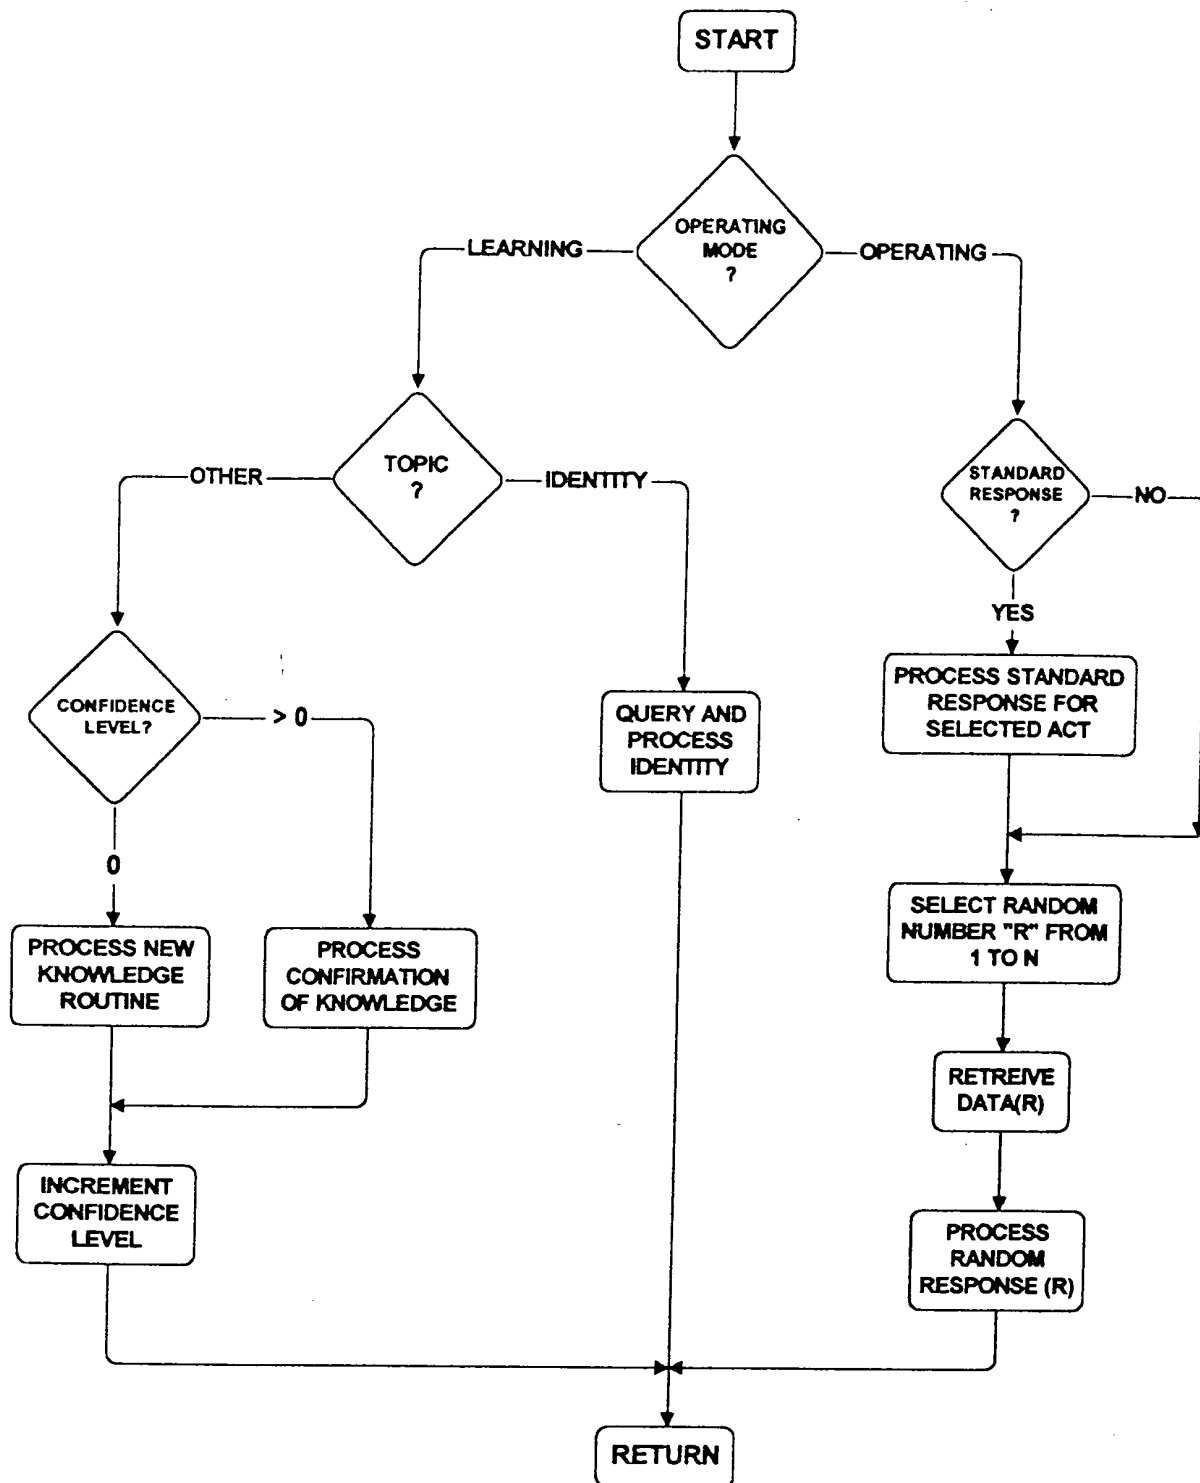 START
OPERATING
MODE
?
LEARNING
OPERATING
TOPIC
?
OTHER
IDENTITY
STANDARD
RESPONSE
?
NO
YES
CONFIDENCE
LEVEL?
> 0
0
QUERY AND
PROCESS
IDENTITY
PROCESS STANDARD
RESPONSE FOR
SELECTED ACT
PROCESS NEW
KNOWLEDGE
ROUTINE
PROCESS
CONFIRMATION
OF KNOWLEDGE
SELECT RANDOM
NUMBER "R" FROM
1 TO N
RETREIVE
DATA(R)
INCREMENT
CONFIDENCE
LEVEL
PROCESS
RANDOM
RESPONSE (R)
RETURN